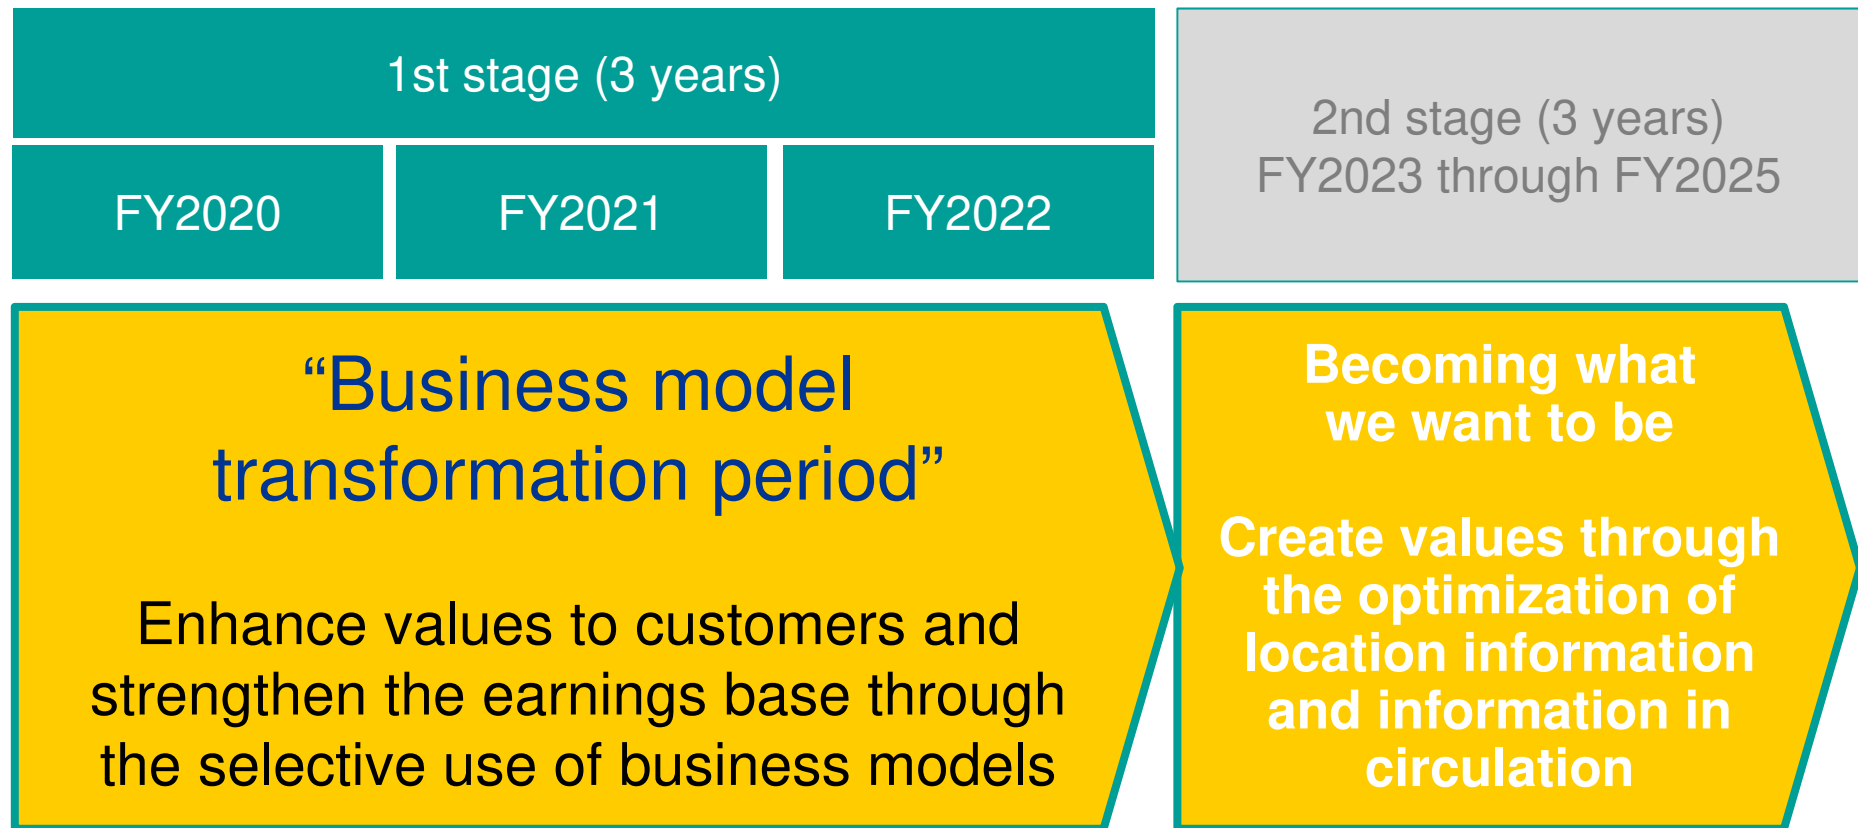 1st stage (3 years)
FY2020
FY2021
FY2022
2nd stage (3 years)
FY2023 through FY2025
“Business model
transformation period”
Enhance values to customers and
strengthen the earnings base through
the selective use of business models
Becoming what
we want to be
Create values through
the optimization of
location information
and information in
circulation